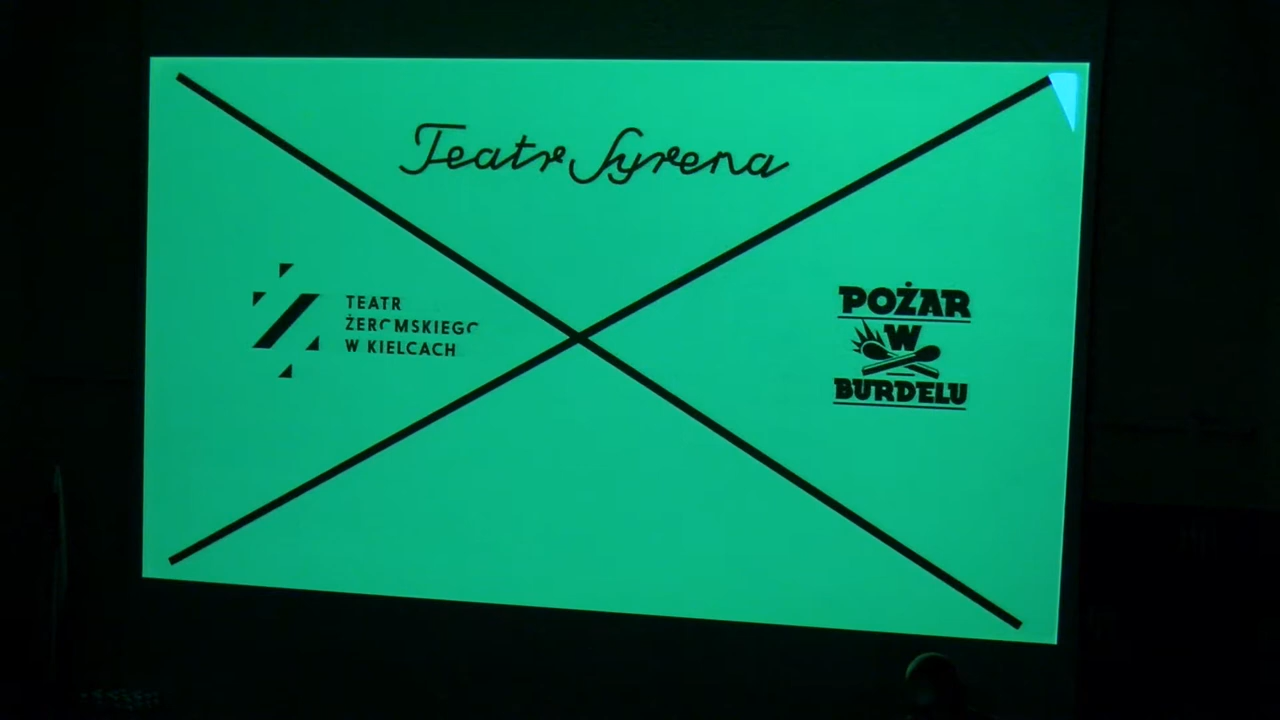 Teatr Syrena
TEATR
ŻEROMSKIEGO
W KIELCACH
POŻAR
W
BURDELU